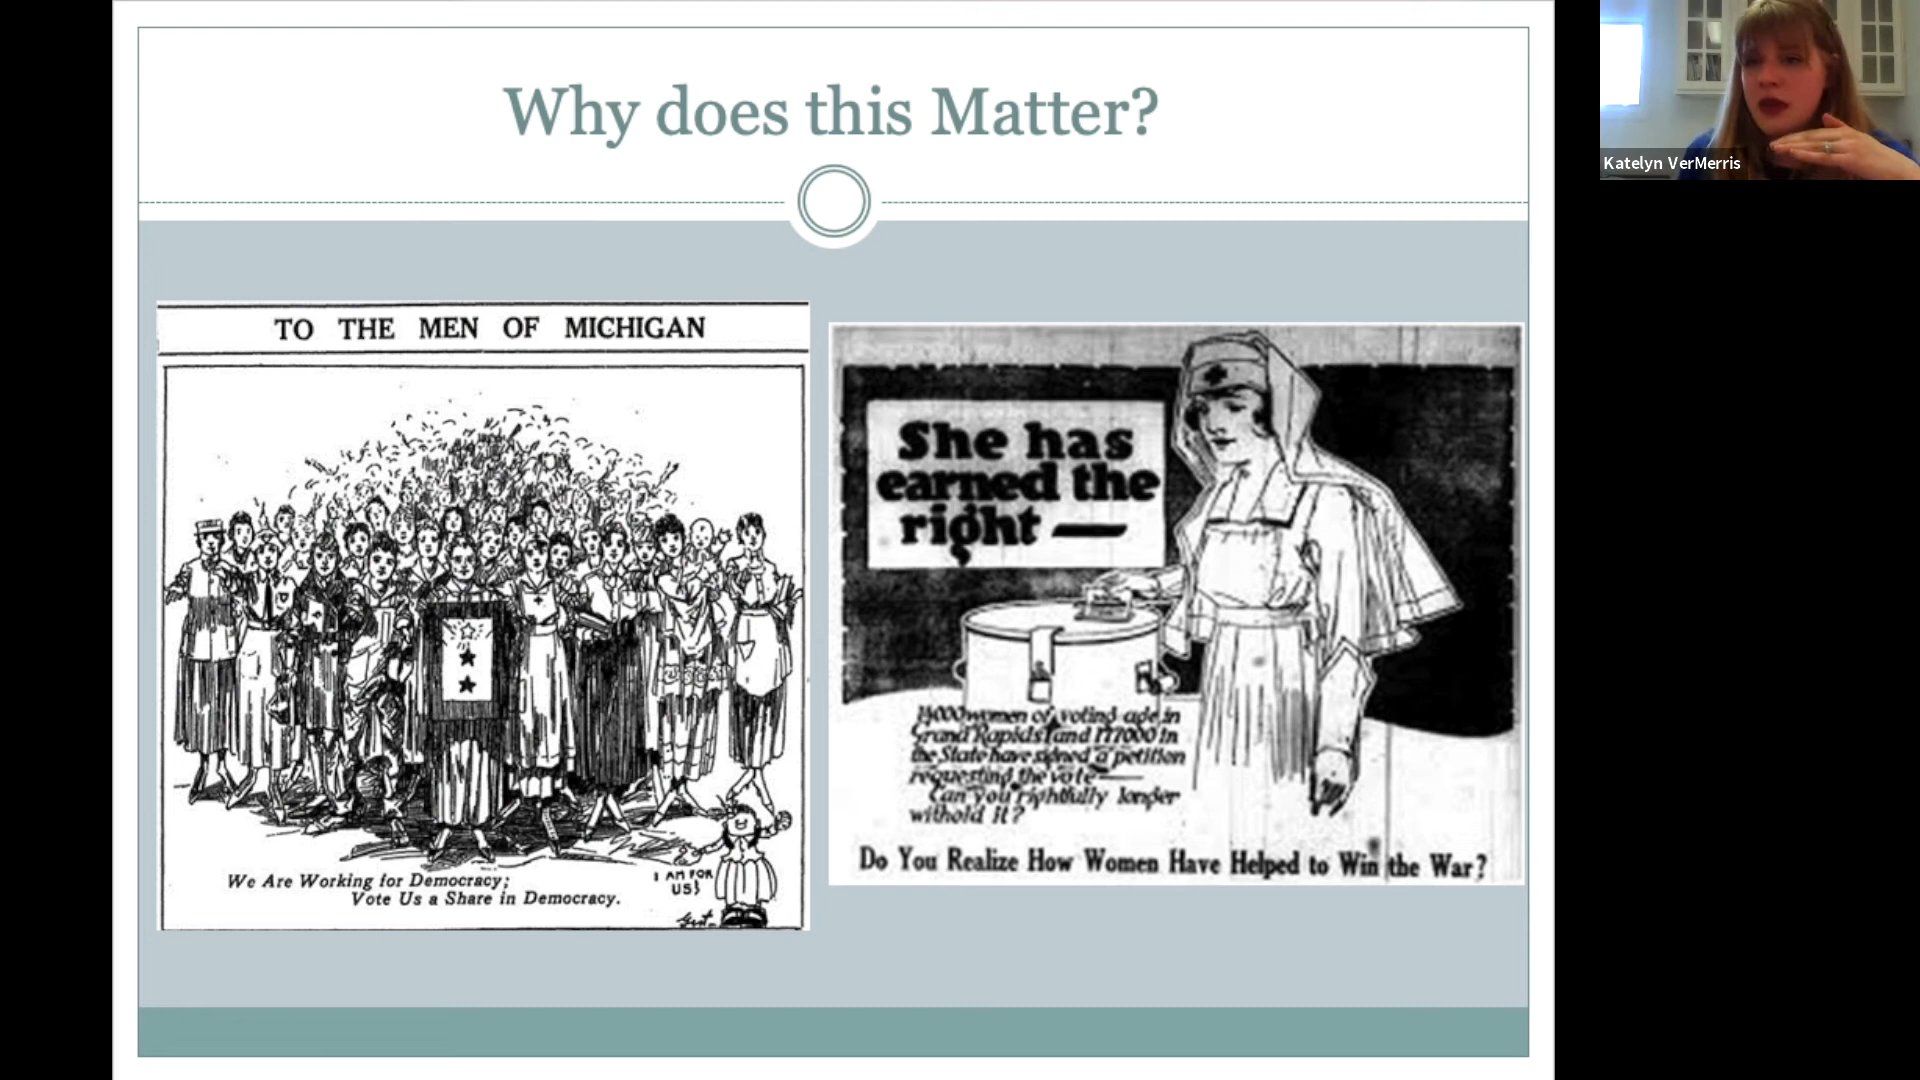 Why does this Matter?
Katelyn VerMerris
TO THE MEN OF MICHIGAN
We Are Working for Democracy;
Vote Us a Share in Democracy.
I AM FOR
US!
She has
earned the
right —
women of voting age in
Grand Rapids and 177000 in
the State have signed a petition
requesting the vote —
Can you rightfully longer
withold it?
Do You Realize How Women Have Helped to Win the War?